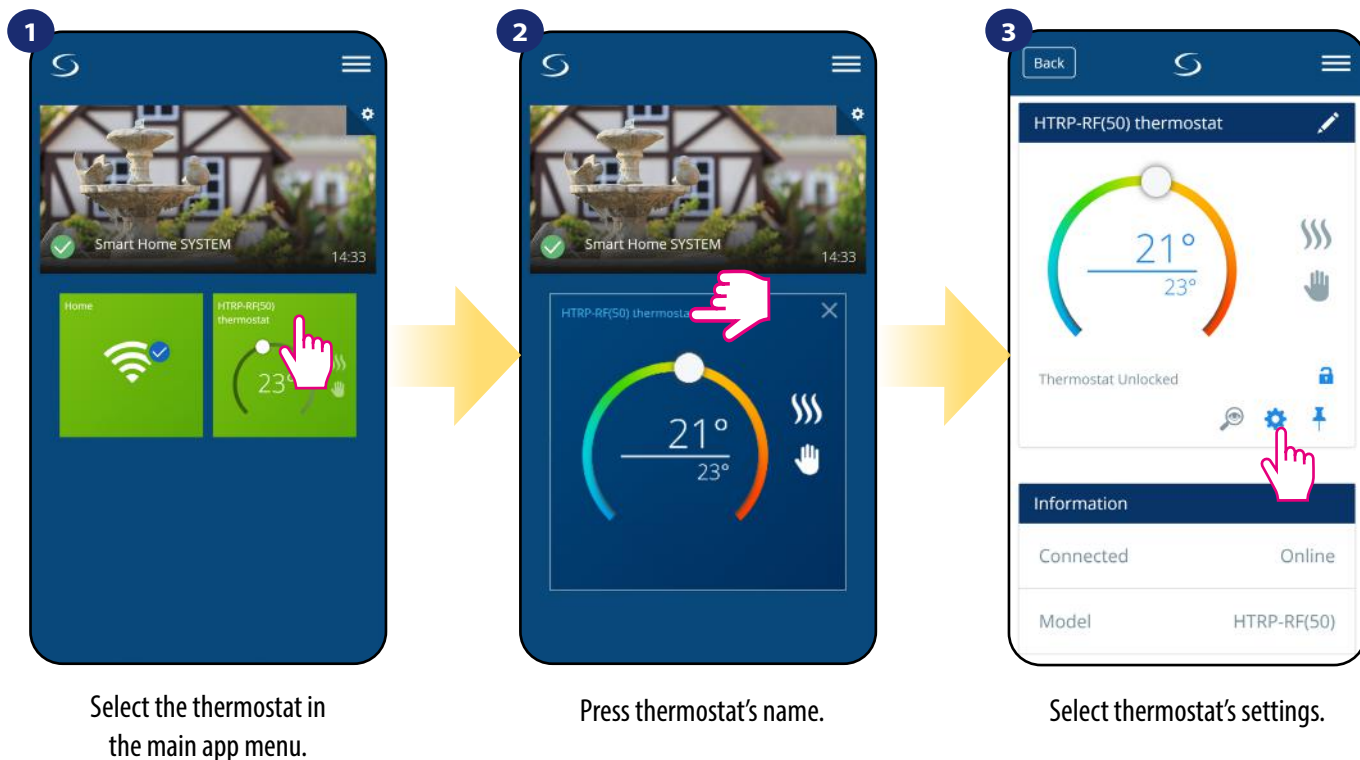 1
Smart Home SYSTEM
14:33
Home
HTRP-RF(50)
thermostat
23°
Select the thermostat in
the main app menu.
2
Smart Home SYSTEM
14:33
HTRP-RF(50) thermosta
21°
23°
Press thermostat's name.
3
Back
HTRP-RF(50) thermostat
21°
23°
Thermostat Unlocked
Information
Connected Online
Model HTRP-RF(50)
Select thermostat's settings.